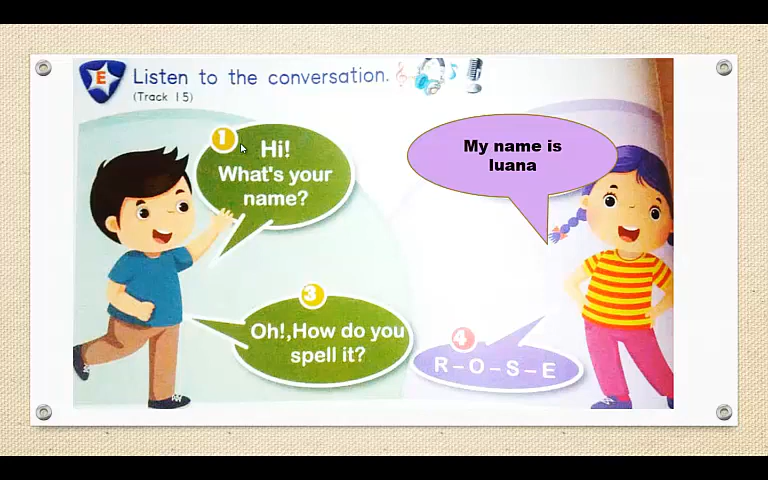 E Listen to the conversation.
(Track 15)
1
Hi!
What's your
name?
My name is
luana
3
Oh!,How do you
spell it?
4
R-O-S-E